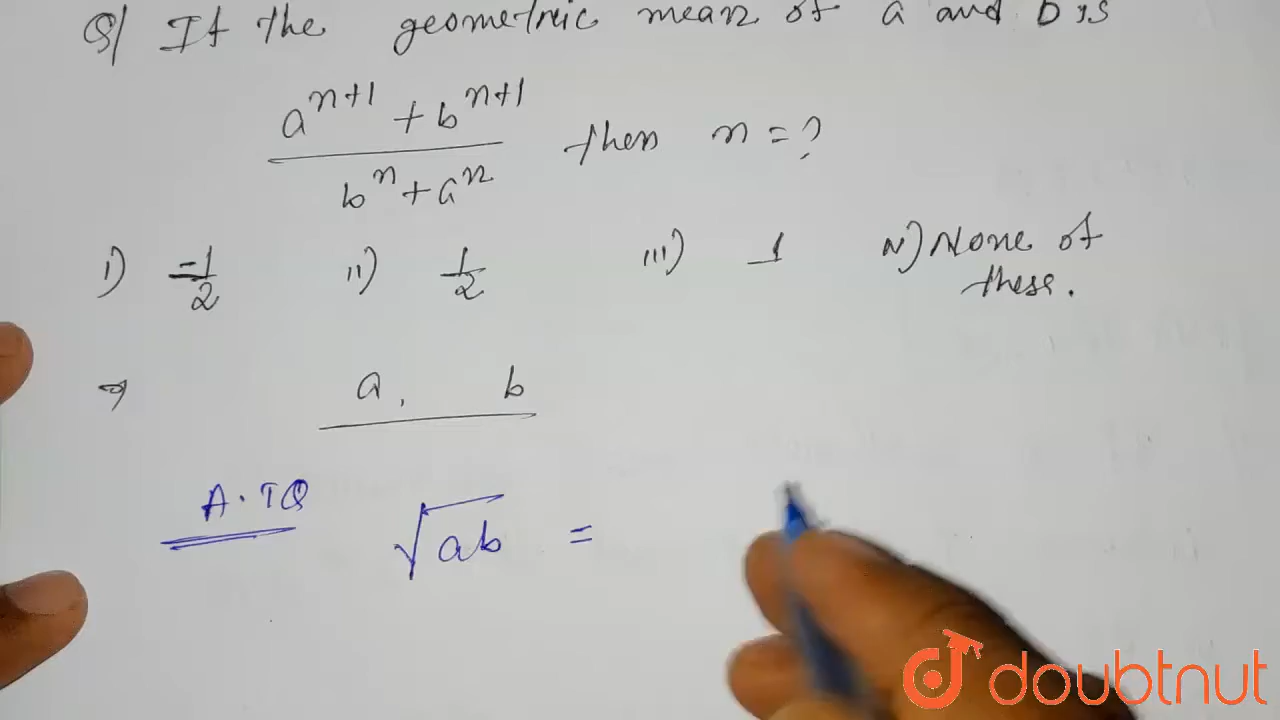 Q/ If the geometric mean of a and b is
a^{n+1} + b^{n+1} / b^n + a^n then n = ?
i) -1/2 ii) 1/2 iii) 1 iv) None of these.
⇒ a, b
A.TQ √ab =
doubtnut